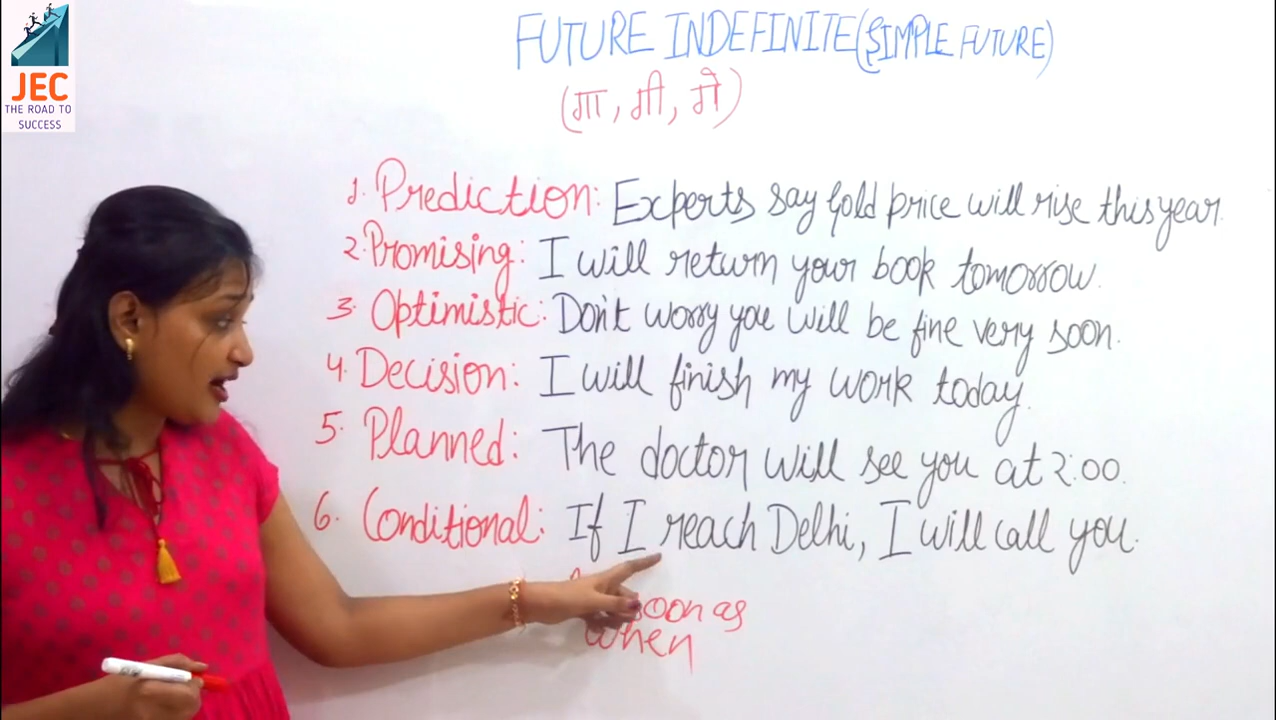 JEC
THE ROAD TO
SUCCESS
FUTURE INDEFINITE (SIMPLE FUTURE)
(गा, गी, गे)
1. Prediction: Experts say Gold price will rise this year.
2. Promising: I will return your book tomorrow.
3. Optimistic: Don't worry you will be fine very soon.
4. Decision: I will finish my work today.
5. Planned: The doctor will see you at 2:00.
6. Conditional: If I reach Delhi, I will call you.
soon as
when